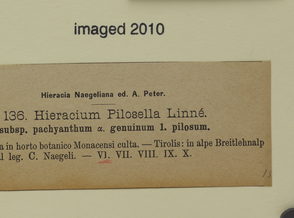 imaged 2010
Hieracia Naegeliana ed. A. Peter.
136. Hieracium Pilosella Linné.
subsp. pachyanthum α. genuinum 1. pilosum.
a in horto botanico Monacensi culta. — Tirolis: in alpe Breitlehnalp
al leg. C. Naegeli. — VI. VII. VIII. IX. X.